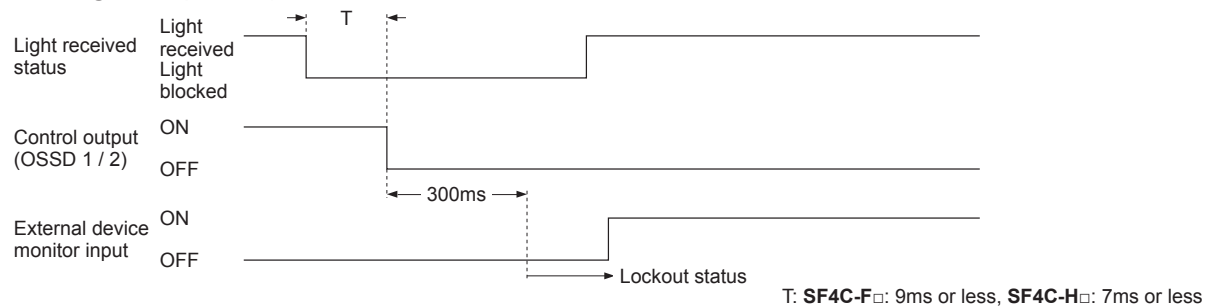 T
Light received
status
Light
received
Light
blocked
Control output
(OSSD 1 / 2)
ON
OFF
300ms
External device
monitor input
ON
OFF
Lockout status
T: SF4C-F□: 9ms or less, SF4C-H□: 7ms or less